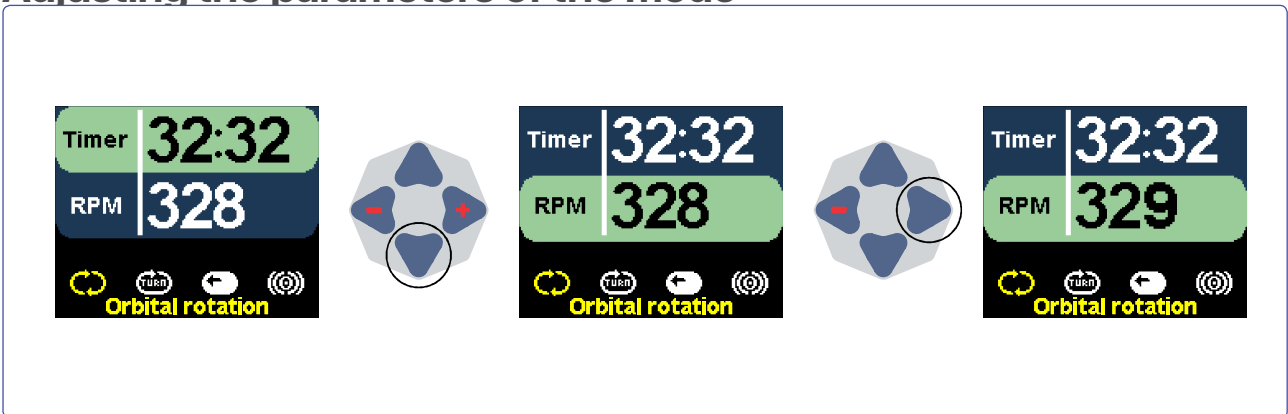 Adjusting the parameters of the mode
Timer 32:32
RPM 328
TURN
Orbital rotation
- +
Timer 32:32
RPM 328
TURN
Orbital rotation
-
Timer 32:32
RPM 329
TURN
Orbital rotation